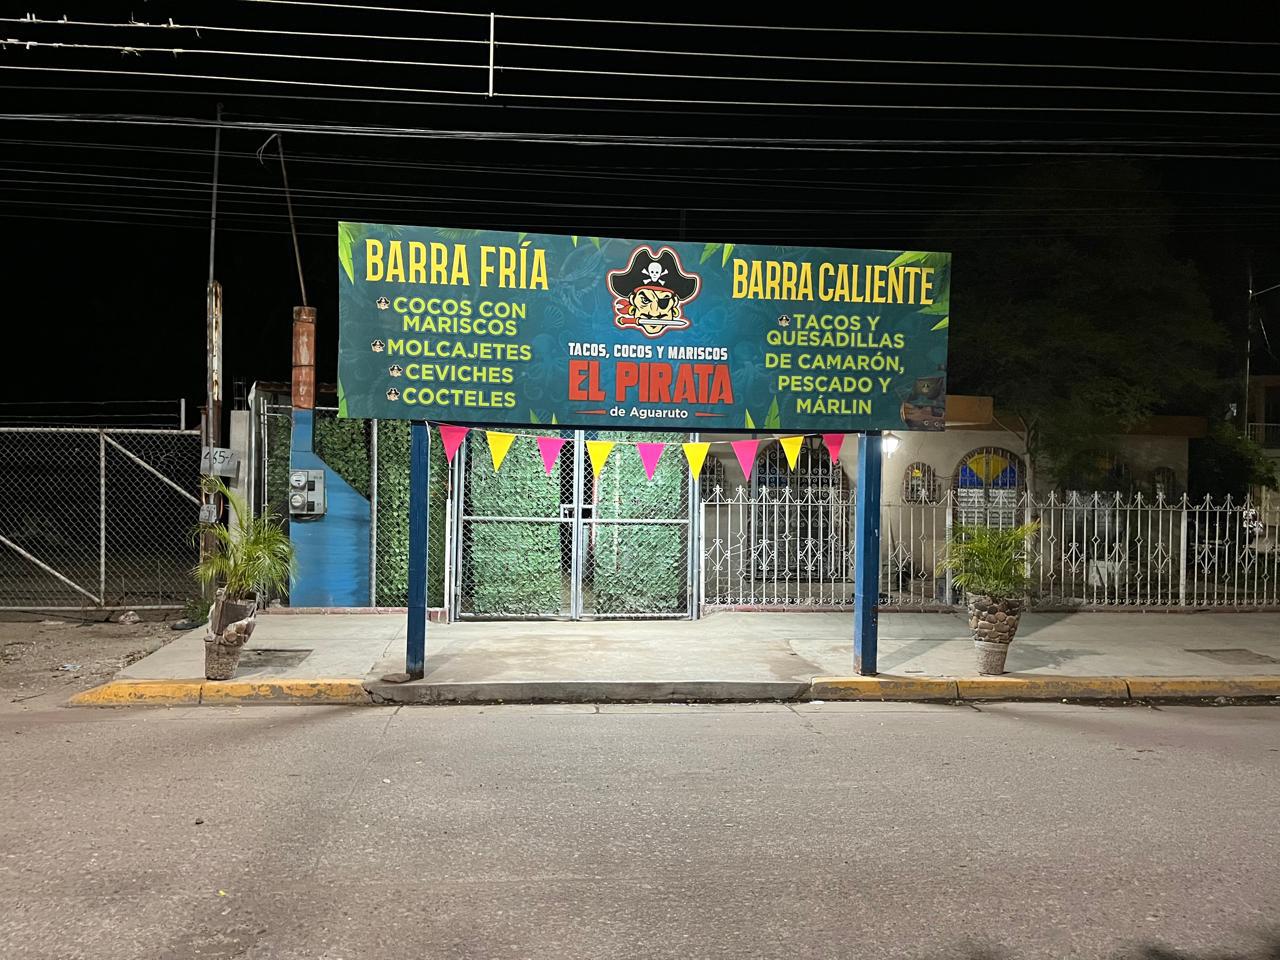 BARRA FRÍA
COCOS CON
MARISCOS
MOLCAJETES
CEVICHES
COCTELES
TACOS, COCOS Y MARISCOS
EL PIRATA
de Aguaruto
BARRA CALIENTE
TACOS Y
QUESADILLAS
DE CAMARÓN,
PESCADO Y
MÁRLIN